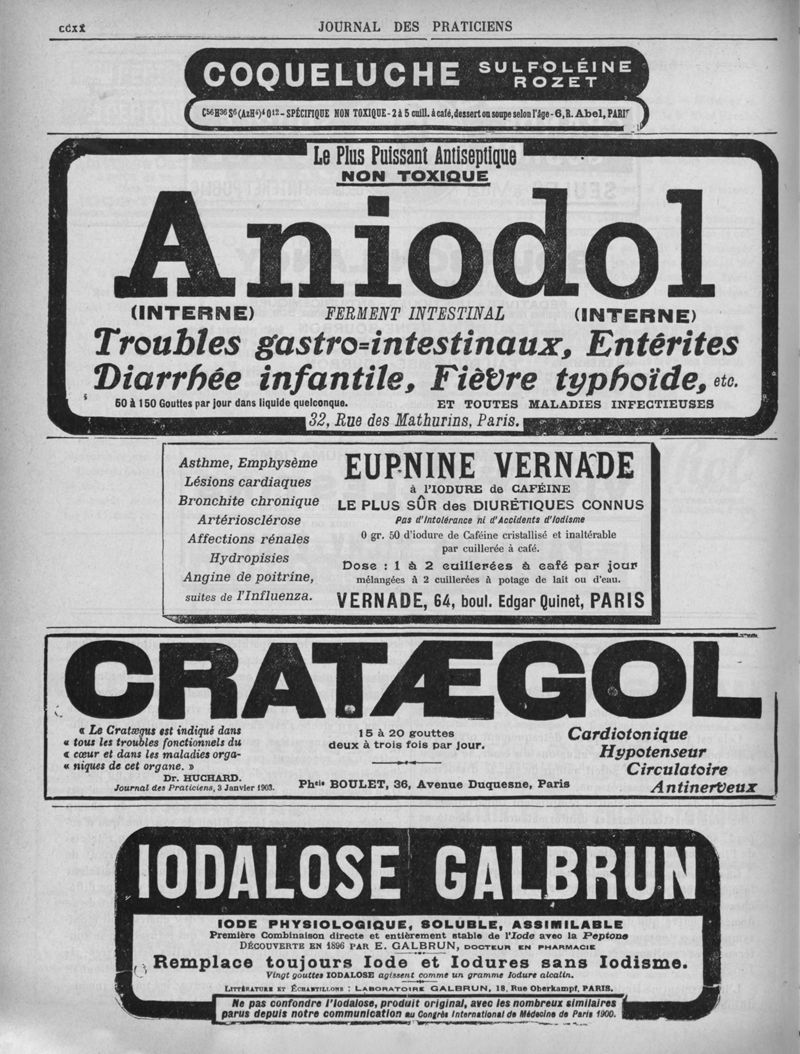 JOURNAL DES PRATICIENS
COQUELUCHE SULFOLÉINE ROZET
C56H36S6(AzH4)4O12 - SPÉCIFIQUE NON TOXIQUE - 2 à 5 cuill. à café, dessert ou soupe selon l'âge - 6, R. Abel, PARIS
Le Plus Puissant Antiseptique
NON TOXIQUE
Aniodol
(INTERNE) FERMENT INTESTINAL (INTERNE)
Troubles gastro=intestinaux, Entérites
Diarrhée infantile, Fièvre typhoïde, etc.
50 à 150 Gouttes par jour dans liquide quelconque. ET TOUTES MALADIES INFECTIEUSES
32, Rue des Mathurins, Paris.
Asthme, Emphysème
Lésions cardiaques
Bronchite chronique
Artériosclérose
Affections rénales
Hydropisies
Angine de poitrine,
suites de l'Influenza.
EUPNINE VERNADE
à l'IODURE de CAFÉINE
LE PLUS SÛR des DIURÉTIQUES CONNUS
Pas d'Intolérance ni d'Accidents d'Iodisme
0 gr. 50 d'iodure de Caféine cristallisé et inaltérable
par cuillerée à café.
Dose : 1 à 2 cuillerées à café par jour
mélangées à 2 cuillerées à potage de lait ou d'eau.
VERNADE, 64, boul. Edgar Quinet, PARIS
CRATÆGOL
« Le Cratægus est indiqué dans
« tous les troubles fonctionnels du
« cœur et dans les maladies orga-
« niques de cet organe. »
Dr. HUCHARD.
Journal des Praticiens, 3 Janvier 1903.
15 à 20 gouttes
deux à trois fois par jour.
Phcie BOULET, 36, Avenue Duquesne, Paris
Cardiotonique
Hypotenseur
Circulatoire
Antinerveux
IODALOSE GALBRUN
IODE PHYSIOLOGIQUE, SOLUBLE, ASSIMILABLE
Première Combinaison directe et entièrement stable de l'Iode avec la Peptone
DÉCOUVERTE EN 1896 PAR E. GALBRUN, DOCTEUR EN PHARMACIE
Remplace toujours Iode et Iodures sans Iodisme.
Vingt gouttes IODALOSE agissent comme un gramme Iodure alcalin.
LITTÉRATURE ET ÉCHANTILLONS : LABORATOIRE GALBRUN, 18, Rue Oberkampf, PARIS.
Ne pas confondre l'Iodalose, produit original, avec les nombreux similaires
parus depuis notre communication au Congrès International de Médecine de Paris 1900.